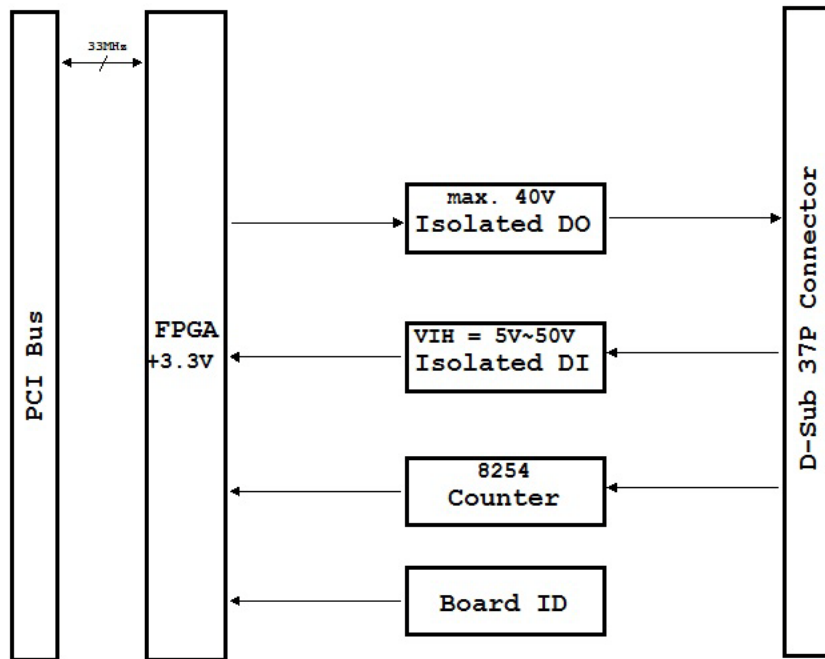 33MHz
PCI Bus
FPGA
+3.3V
max. 40V
Isolated DO
VIH = 5V~50V
Isolated DI
8254
Counter
Board ID
D-Sub 37P Connector